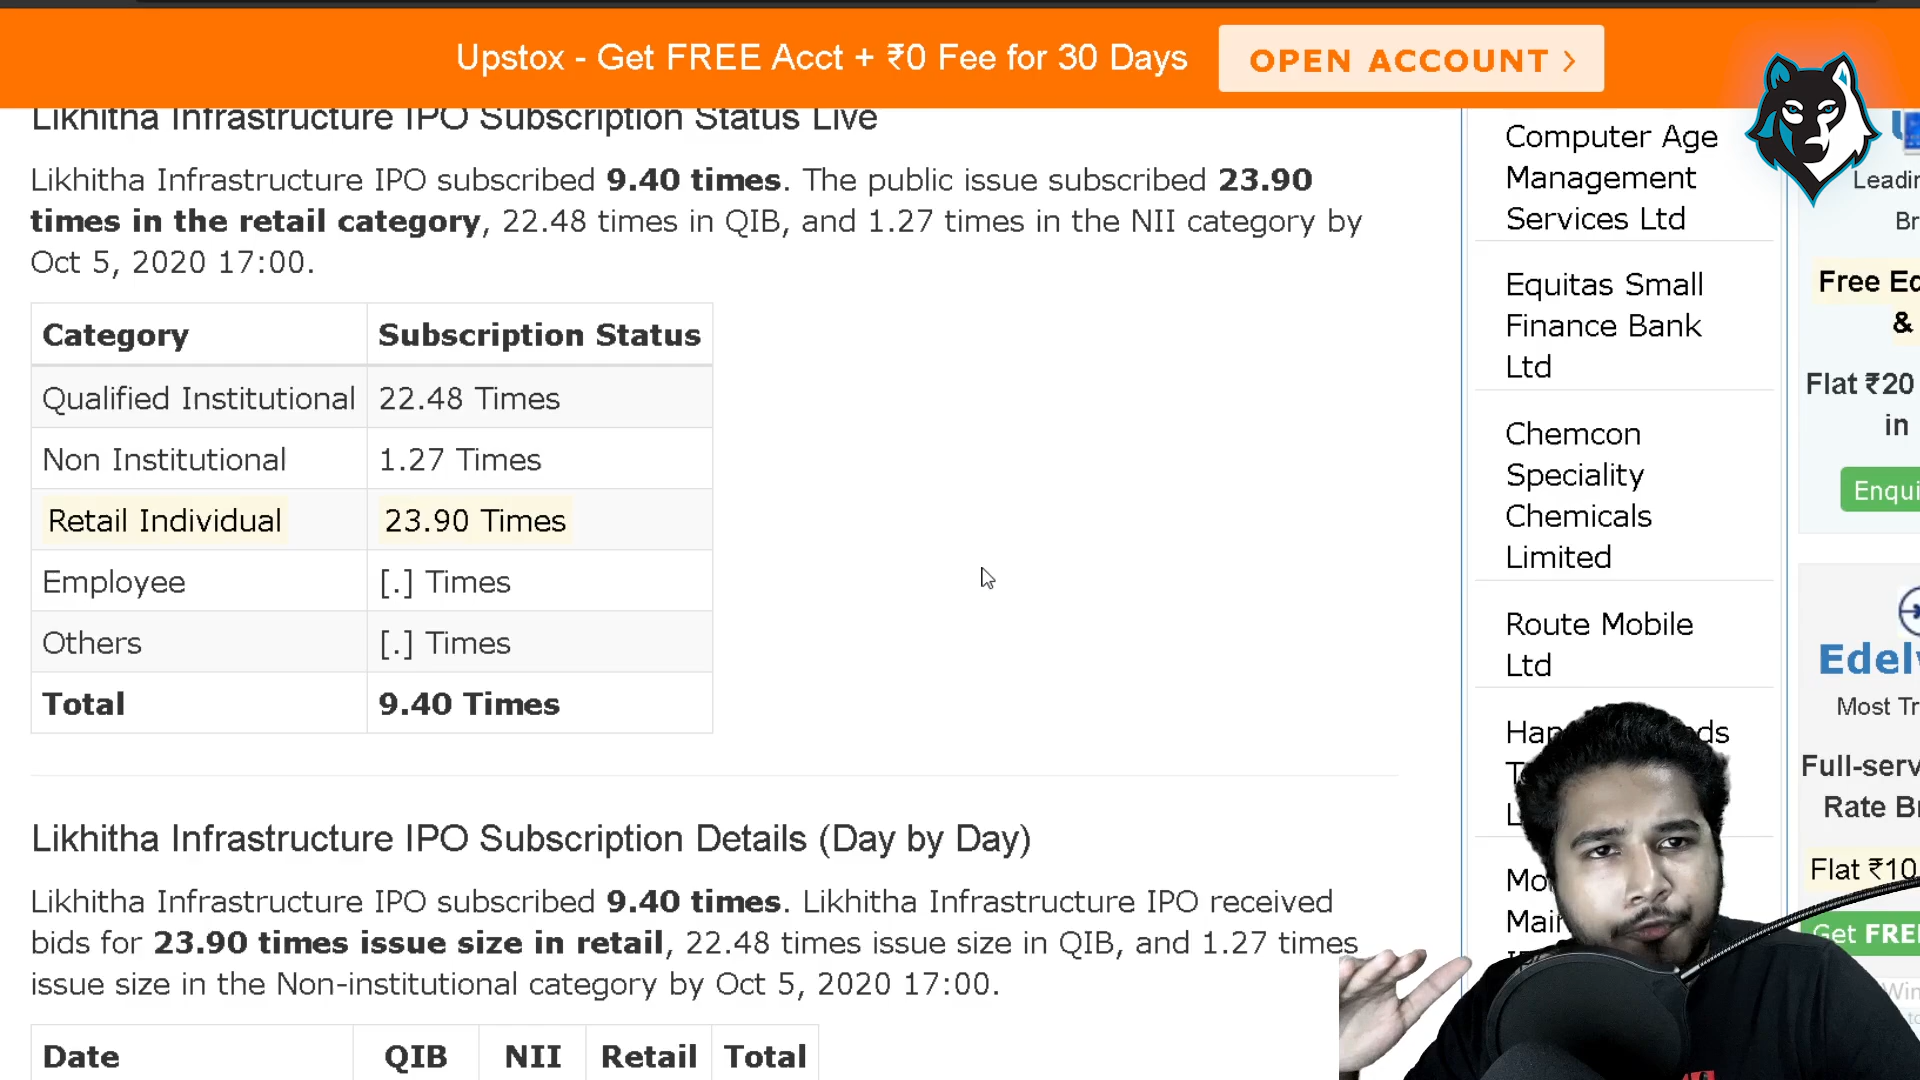 Upstox - Get FREE Acct + ₹0 Fee for 30 Days
OPEN ACCOUNT >
Likhitha Infrastructure IPO Subscription Status Live
Likhitha Infrastructure IPO subscribed 9.40 times. The public issue subscribed 23.90
times in the retail category, 22.48 times in QIB, and 1.27 times in the NII category by
Oct 5, 2020 17:00.
Category Subscription Status
Qualified Institutional 22.48 Times
Non Institutional 1.27 Times
Retail Individual 23.90 Times
Employee [.] Times
Others [.] Times
Total 9.40 Times
Likhitha Infrastructure IPO Subscription Details (Day by Day)
Likhitha Infrastructure IPO subscribed 9.40 times. Likhitha Infrastructure IPO received
bids for 23.90 times issue size in retail, 22.48 times issue size in QIB, and 1.27 times
issue size in the Non-institutional category by Oct 5, 2020 17:00.
Date QIB NII Retail Total
Computer Age
Management
Services Ltd
Equitas Small
Finance Bank
Ltd
Chemcon
Speciality
Chemicals
Limited
Route Mobile
Ltd
Free
&
Flat ₹20
in
Most
Flat ₹10
Get